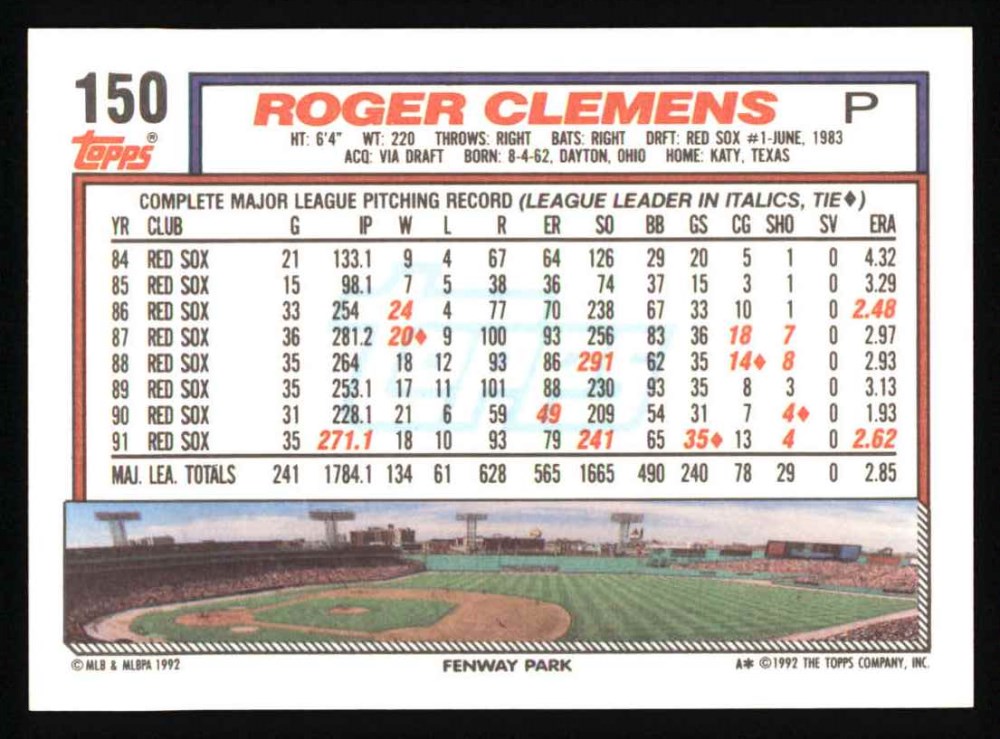 150 ROGER CLEMENS P
Topps®
HT: 6'4" WT: 220 THROWS: RIGHT BATS: RIGHT DRFT: RED SOX #1-JUNE, 1983
ACQ: VIA DRAFT BORN: 8-4-62, DAYTON, OHIO HOME: KATY, TEXAS
COMPLETE MAJOR LEAGUE PITCHING RECORD (LEAGUE LEADER IN ITALICS, TIE♦)
YR CLUB G IP W L R ER SO BB GS CG SHO SV ERA
84 RED SOX 21 133.1 9 4 67 64 126 29 20 5 1 0 4.32
85 RED SOX 15 98.1 7 5 38 36 74 37 15 3 1 0 3.29
86 RED SOX 33 254 24 4 77 70 238 67 33 10 1 0 2.48
87 RED SOX 36 281.2 20♦ 9 100 93 256 83 36 18 7 0 2.97
88 RED SOX 35 264 18 12 93 86 291 62 35 14♦ 8 0 2.93
89 RED SOX 35 253.1 17 11 101 88 230 93 35 8 3 0 3.13
90 RED SOX 31 228.1 21 6 59 49 209 54 31 7 4♦ 0 1.93
91 RED SOX 35 271.1 18 10 93 79 241 65 35♦ 13 4 0 2.62
MAJ. LEA. TOTALS 241 1784.1 134 61 628 565 1665 490 240 78 29 0 2.85
Topps
© MLB & MLBPA 1992 FENWAY PARK A* ©1992 THE TOPPS COMPANY, INC.